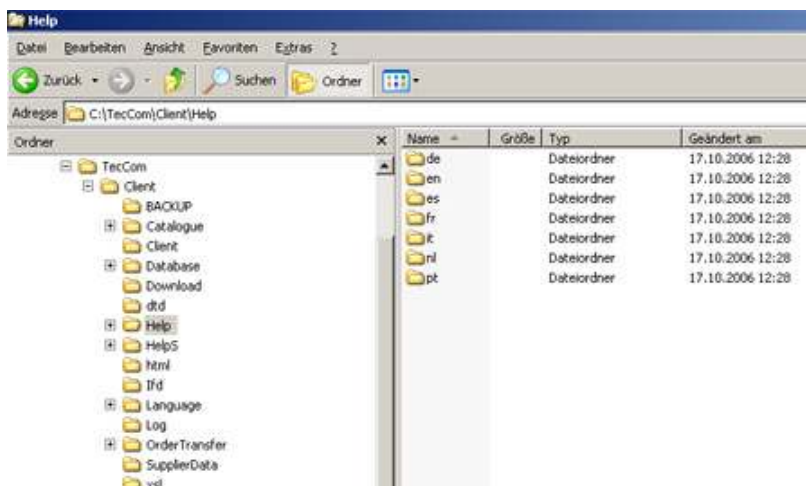 Help
Datei Bearbeiten Ansicht Favoriten Extras ?
Zurück Suchen Ordner
Adresse C:\TecCom\Client\Help
Ordner x Name Größe Typ Geändert am
TecCom
Client
BACKUP
Catalogue
Client
Database
Download
dtd
Help
HelpS
html
Ifd
Language
Log
OrderTransfer
SupplierData
xsl
de Dateiordner 17.10.2006 12:28
en Dateiordner 17.10.2006 12:28
es Dateiordner 17.10.2006 12:28
fr Dateiordner 17.10.2006 12:28
it Dateiordner 17.10.2006 12:28
nl Dateiordner 17.10.2006 12:28
pt Dateiordner 17.10.2006 12:28